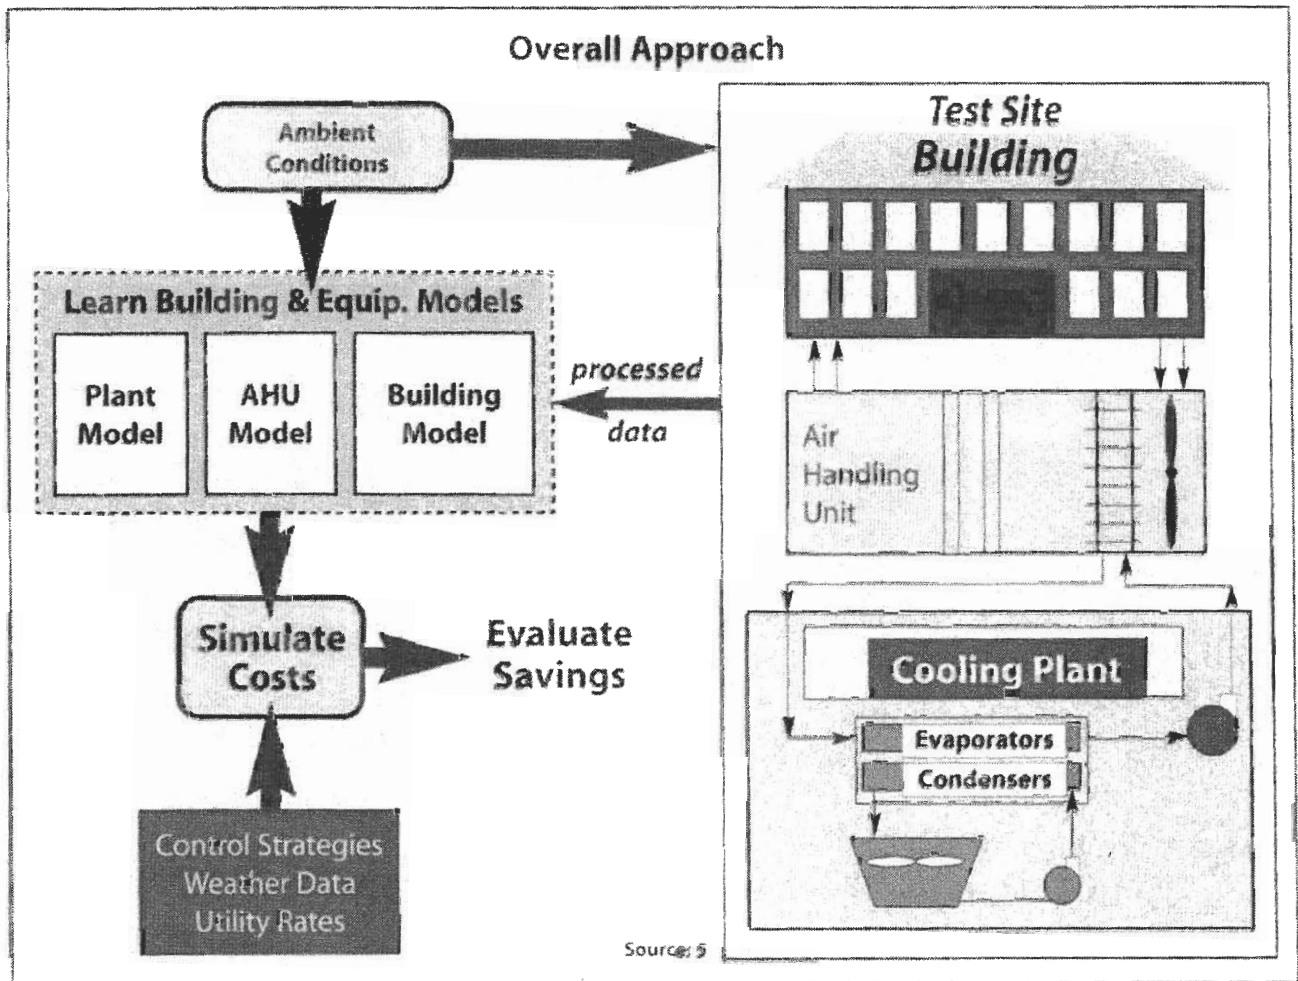 Overall Approach
Ambient
Conditions
Test Site
Building
Learn Building & Equip. Models
Plant
Model
AHU
Model
Building
Model
processed
data
Air
Handling
Unit
Simulate
Costs
Evaluate
Savings
Cooling Plant
Evaporators
Condensers
Control Strategies
Weather Data
Utility Rates
Source: 5